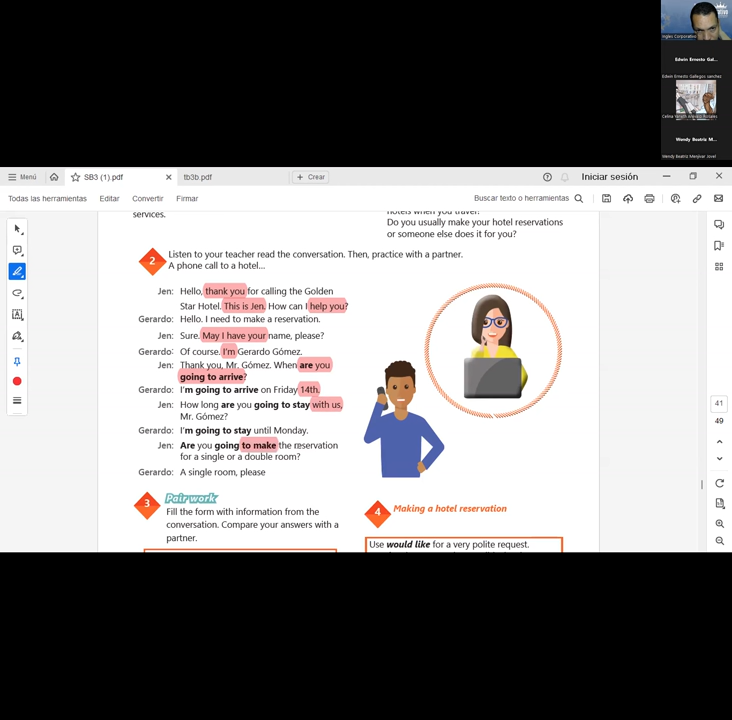 Ingles Corporativo
Edwin Ernesto Gal...
Edwin Ernesto Gallegos sanchez
Wendy Beatriz M...
Wendy Beatriz Menjivar Jovel
Menú
SB3 (1).pdf
tb3b.pdf
Crear
Iniciar sesión
Todas las herramientas
Editar
Convertir
Firmar
Buscar texto o herramientas
services.
hotels when you travel?
Do you usually make your hotel reservations
or someone else does it for you?
2
Listen to your teacher read the conversation. Then, practice with a partner.
A phone call to a hotel...
Jen: Hello, thank you for calling the Golden
Star Hotel. This is Jen. How can I help you?
Gerardo: Hello. I need to make a reservation.
Jen: Sure. May I have your name, please?
Gerardo: Of course. I'm Gerardo Gómez.
Jen: Thank you, Mr. Gómez. When are you
going to arrive?
Gerardo: I'm going to arrive on Friday 14th.
Jen: How long are you going to stay with us,
Mr. Gómez?
Gerardo: I'm going to stay until Monday.
Jen: Are you going to make the reservation
for a single or a double room?
Gerardo: A single room, please
3
Pairwork
Fill the form with information from the
conversation. Compare your answers with a
partner.
4
Making a hotel reservation
Use would like for a very polite request.
41
49